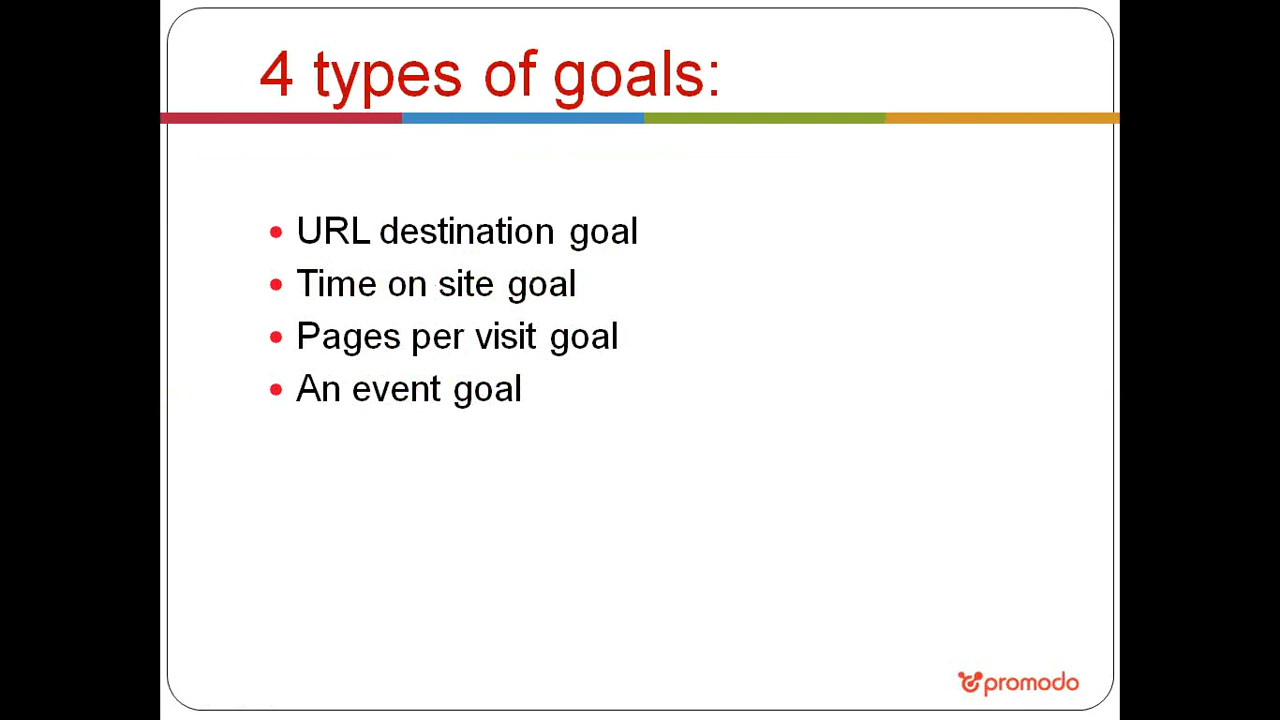 4 types of goals:
URL destination goal
Time on site goal
Pages per visit goal
An event goal
promodo